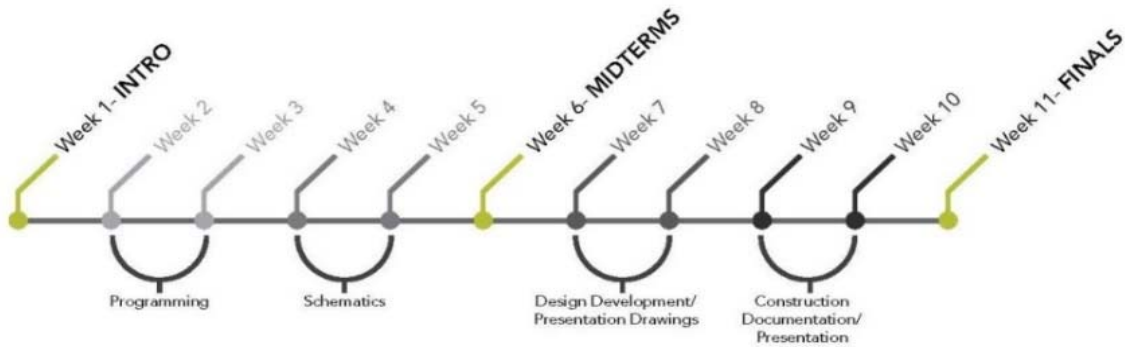 Week 1- INTRO
Week 2
Week 3
Week 4
Week 5
Week 6- MIDTERMS
Week 7
Week 8
Week 9
Week 10
Week 11- FINALS
Programming
Schematics
Design Development/
Presentation Drawings
Construction
Documentation/
Presentation